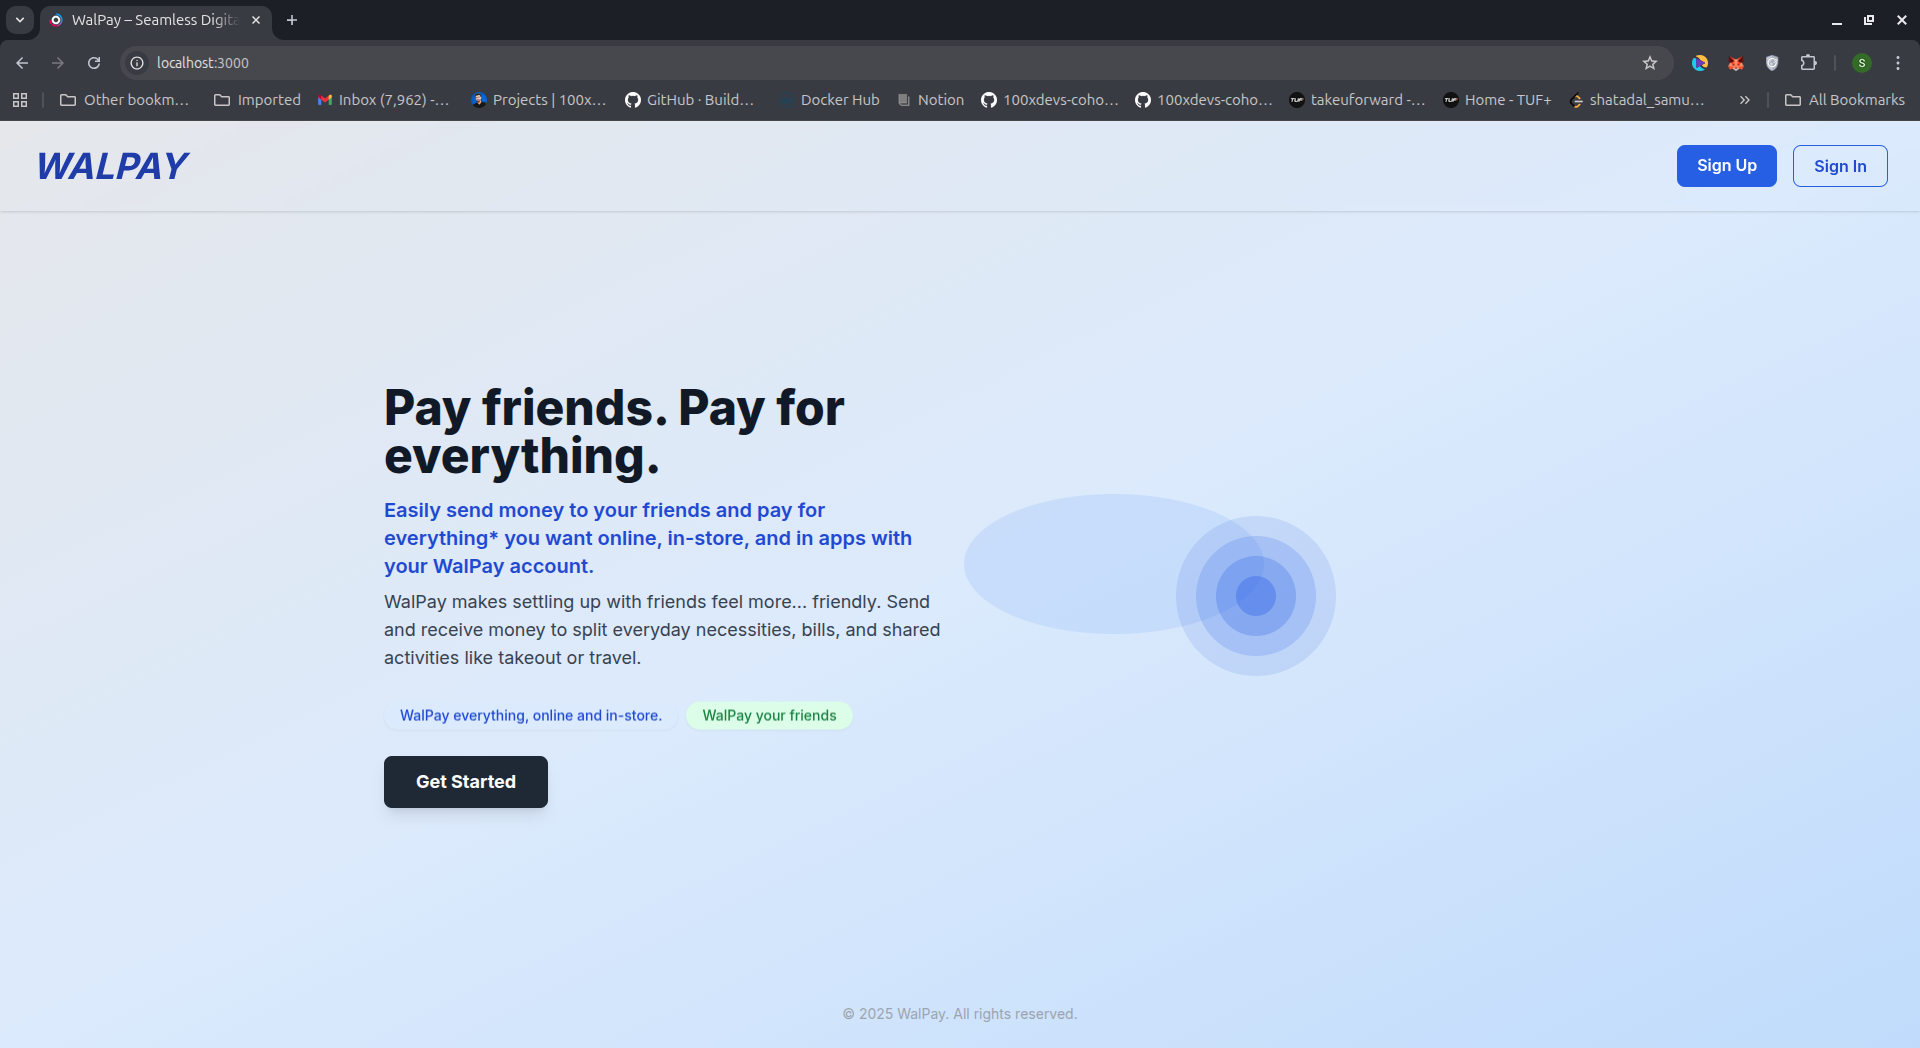 WalPay – Seamless Digita
localhost:3000
S
Other bookm…
Imported
Inbox (7,962) -…
Projects | 100x…
GitHub · Build…
Docker Hub
Notion
100xdevs-coho…
100xdevs-coho…
TUF
takeuforward -…
TUF
Home - TUF+
shatadal_samu…
All Bookmarks
WALPAY
Sign Up
Sign In
Pay friends. Pay for
everything.
Easily send money to your friends and pay for
everything* you want online, in-store, and in apps with
your WalPay account.
WalPay makes settling up with friends feel more... friendly. Send
and receive money to split everyday necessities, bills, and shared
activities like takeout or travel.
WalPay everything, online and in-store.
WalPay your friends
Get Started
© 2025 WalPay. All rights reserved.